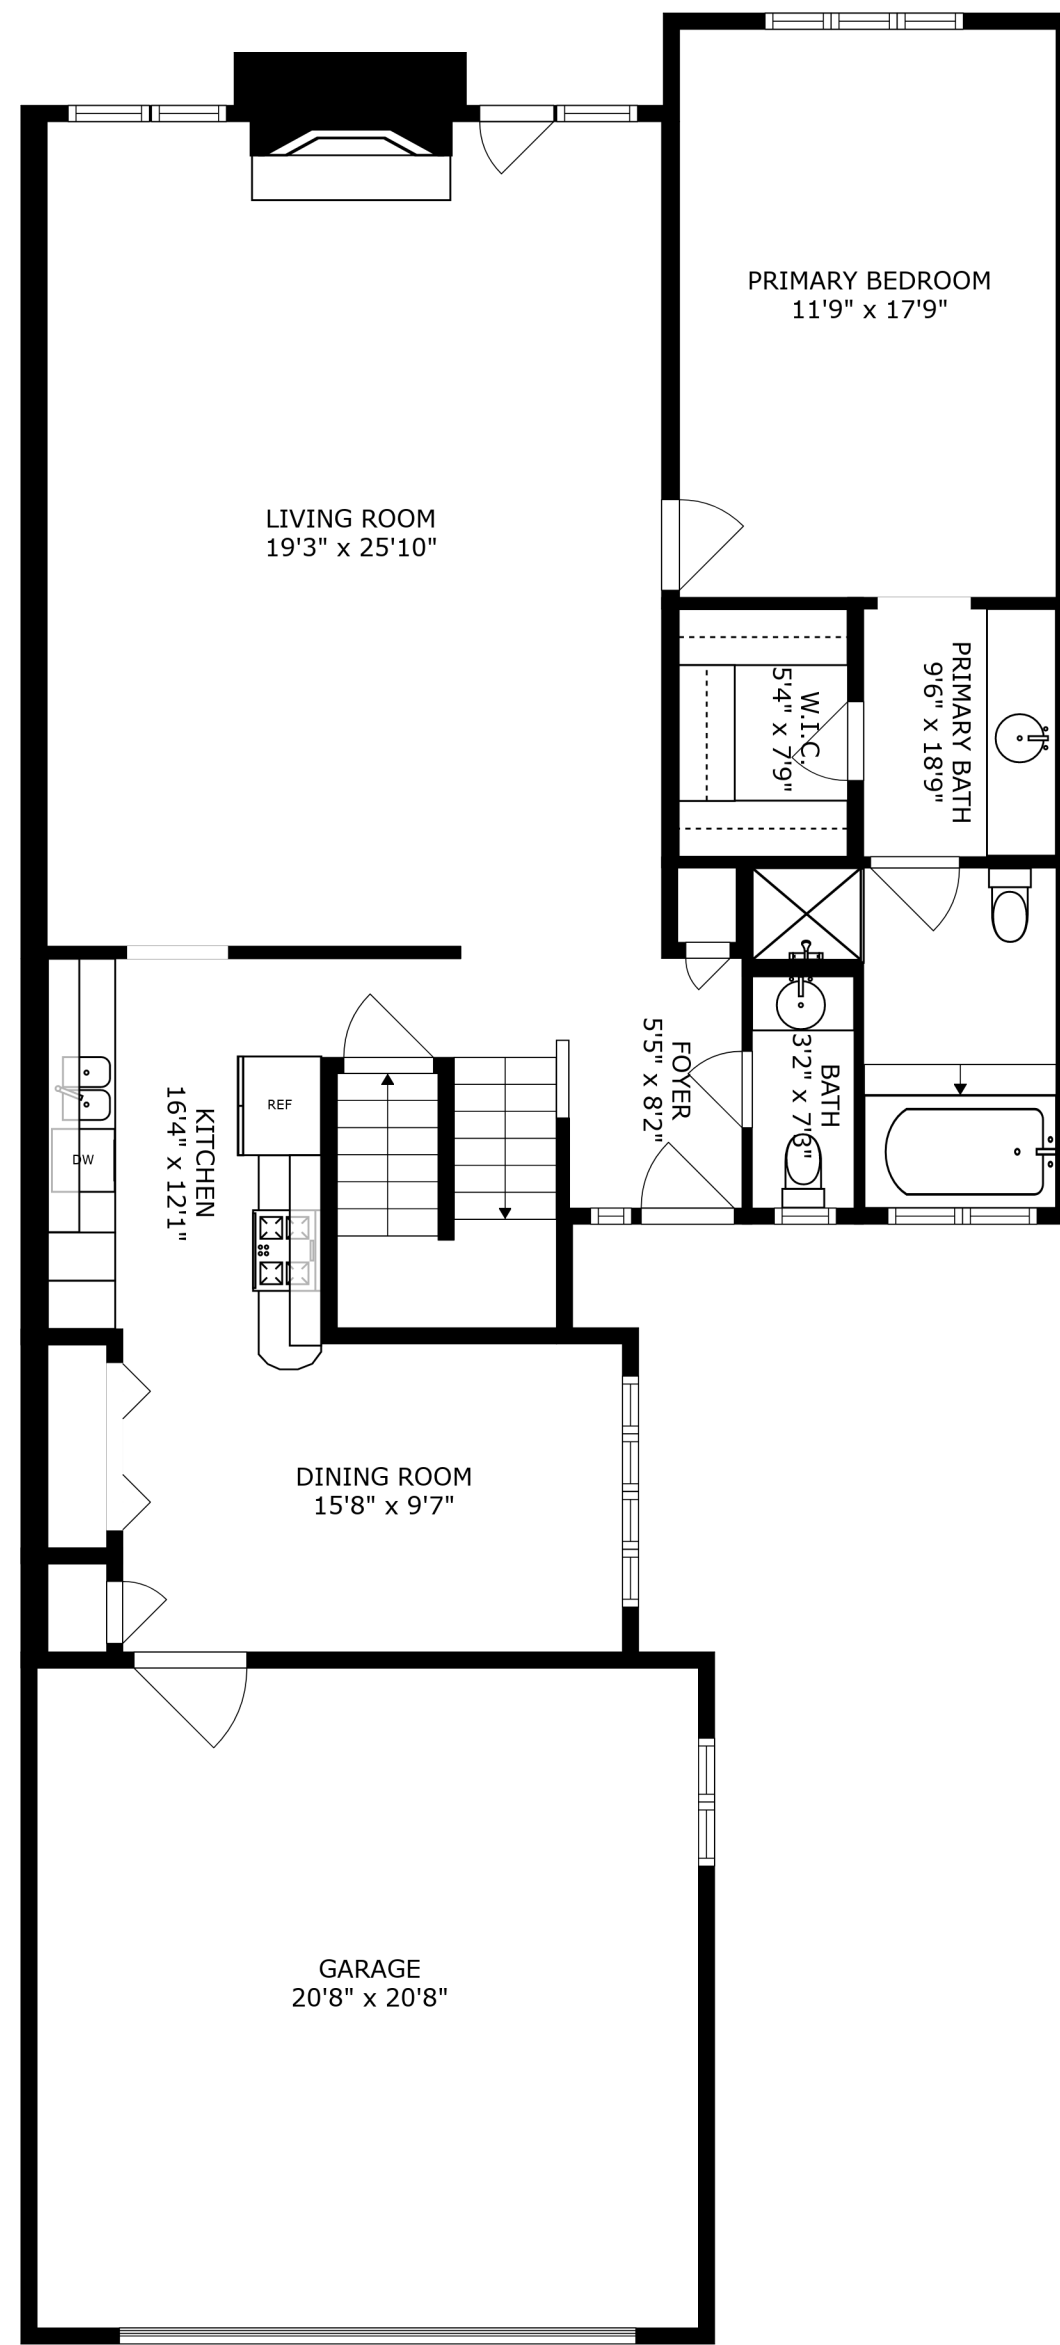 PRIMARY BEDROOM
11'9" x 17'9"
LIVING ROOM
19'3" x 25'10"
PRIMARY BATH
9'6" x 18'9"
W.I.C.
5'4" x 7'9"
FOYER
5'5" x 8'2"
BATH
3'2" x 7'3"
KITCHEN
16'4" x 12'1"
REF
DW
DINING ROOM
15'8" x 9'7"
GARAGE
20'8" x 20'8"